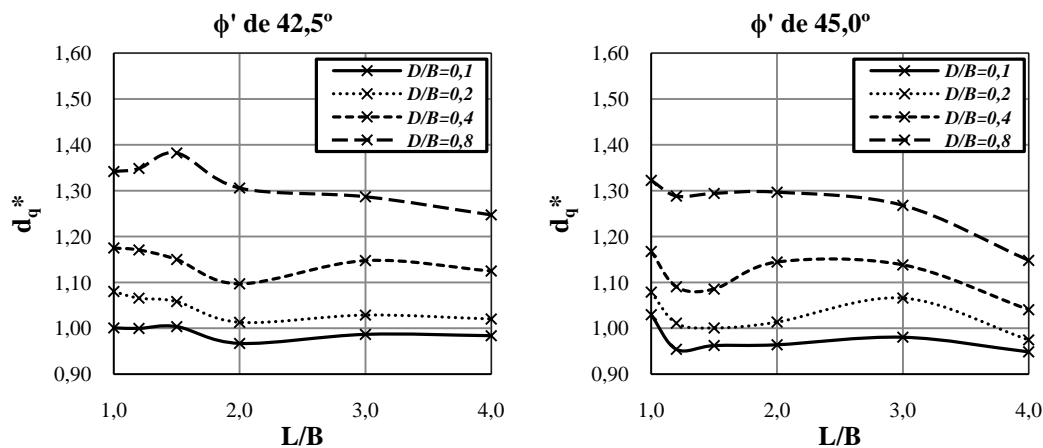 ϕ' de 42,5º
1,60
1,50
1,40
1,30
1,20
1,10
1,00
0,90
d_q*
1,0
2,0
3,0
4,0
L/B
D/B=0,1
D/B=0,2
D/B=0,4
D/B=0,8
ϕ' de 45,0º
1,60
1,50
1,40
1,30
1,20
1,10
1,00
0,90
d_q*
1,0
2,0
3,0
4,0
L/B
D/B=0,1
D/B=0,2
D/B=0,4
D/B=0,8